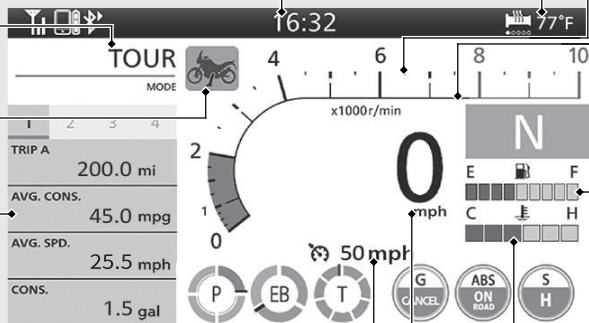 16:32
77°F
TOUR
MODE
1 2 3 4
TRIP A
200.0 mi
AVG. CONS.
45.0 mpg
AVG. SPD.
25.5 mph
CONS.
1.5 gal
0 1 2 4 6 8 10
x1000r/min
0
mph
50 mph
N
E F
C H
P
EB
T
G
CANCEL
ABS
ON
ROAD
S
H